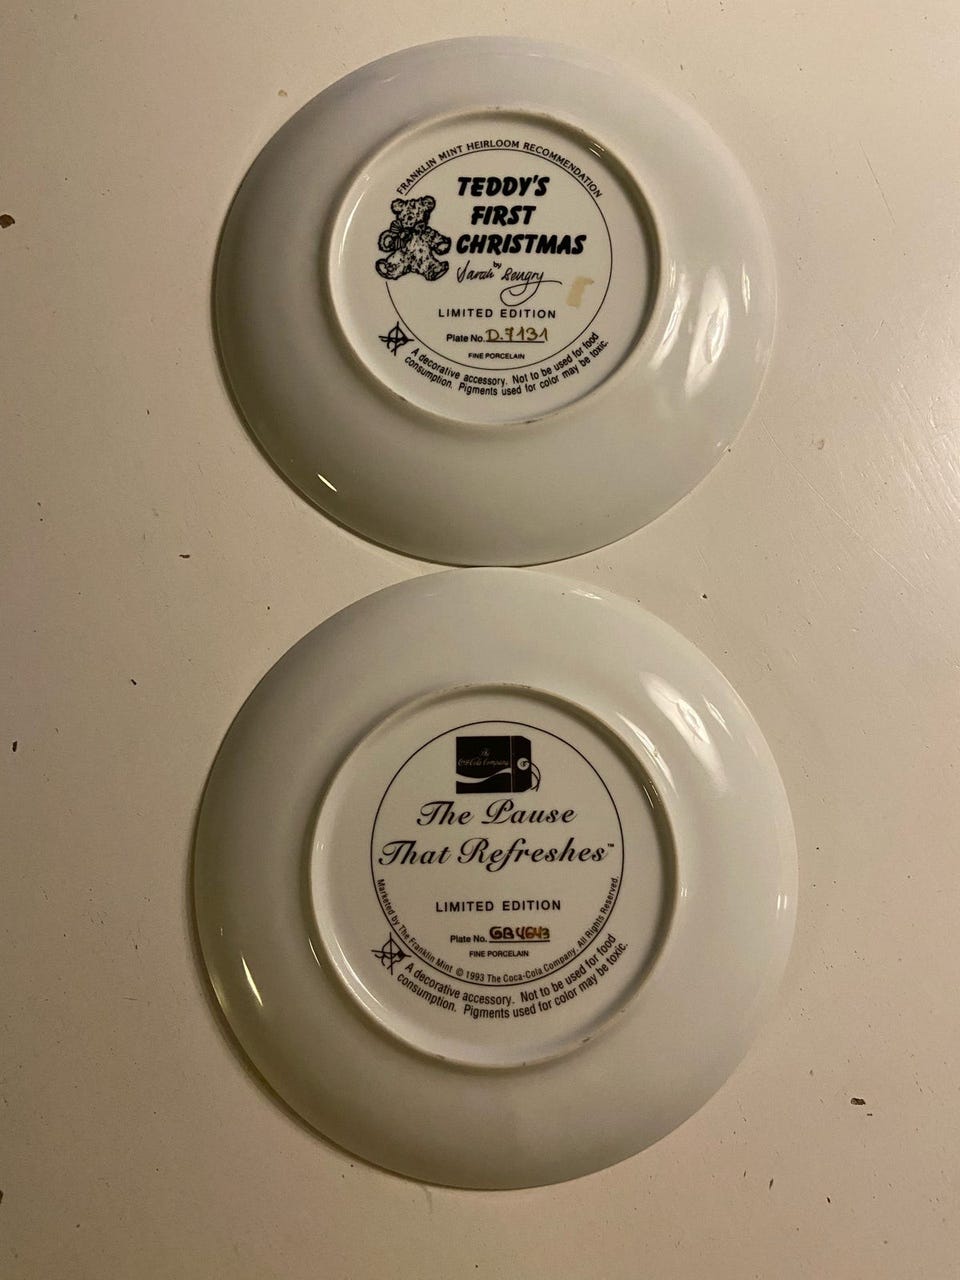 FRANKLIN MINT HEIRLOOM RECOMMENDATION
TEDDY'S
FIRST
CHRISTMAS
by
Sarah Bengry
LIMITED EDITION
Plate No. D.7131
FINE PORCELAIN
A decorative accessory. Not to be used for food
consumption. Pigments used for color may be toxic.
The
Coca-Cola Company
The Pause
That Refreshes™
LIMITED EDITION
Plate No. GB4643
FINE PORCELAIN
Marketed by The Franklin Mint © 1993 The Coca-Cola Company. All Rights Reserved.
A decorative accessory. Not to be used for food
consumption. Pigments used for color may be toxic.